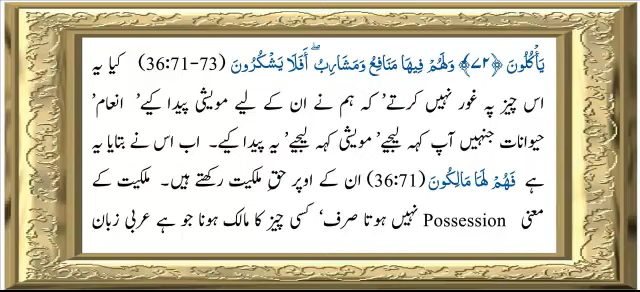 يَأْكُلُونَ ﴿٧٢﴾ وَلَهُمْ فِيهَا مَنَافِعُ وَمَشَارِبُ ۖ أَفَلَا يَشْكُرُونَ (36:71-73) کیا یہ
اس چیز پہ غور نہیں کرتے’ کہ ہم نے ان کے لیے مویشی پیدا کیے’ انعام’
حیوانات جنہیں آپ کہہ لیجیے’ مویشی کہہ لیجیے’ یہ پیدا کیے۔ اب اس نے بتایا یہ
ہے فَهُمْ لَهَا مَالِكُونَ (36:71) ان کے اوپر حقِ ملکیت رکھتے ہیں۔ ملکیت کے
معنی Possession نہیں ہوتا صرف‘ کسی چیز کا مالک ہونا جو ہے عربی زبان